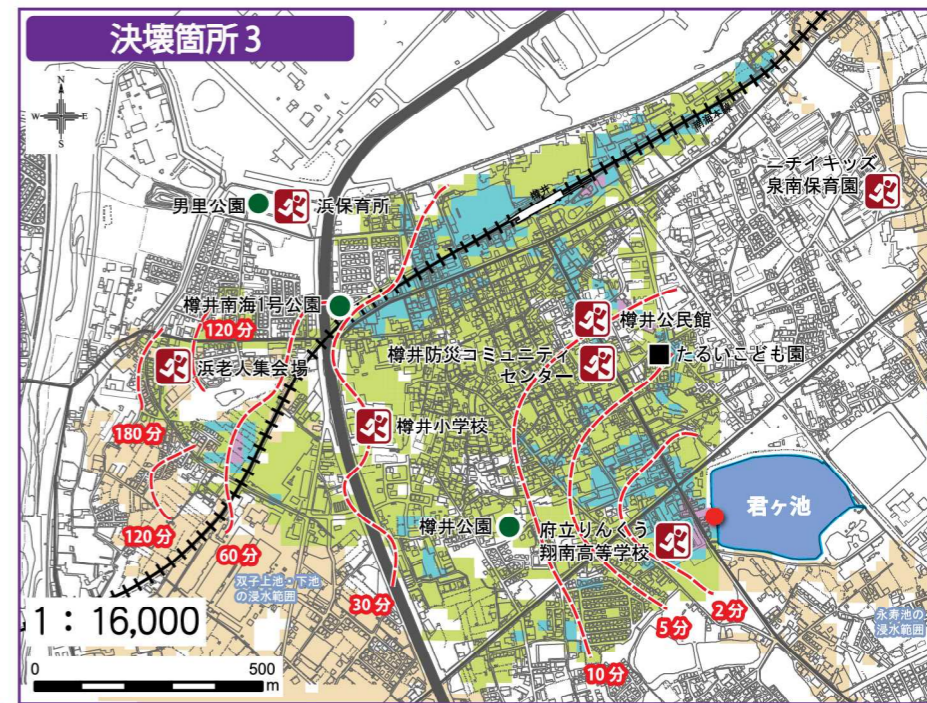 決壊箇所3
N
W
E
S
ニチイキッズ
泉南保育園
男里公園
浜保育所
樽井
南海本線
樽井南海1号公園
樽井公民館
120分
樽井防災コミュニティ
センター
たるいこども園
浜老人集会場
樽井小学校
180分
君ヶ池
樽井公園
府立りんくう
翔南高等学校
120分
60分
双子上池・下池
の浸水範囲
30分
2分
5分
永寿池の
浸水範囲
10分
1：16,000
0
500
m